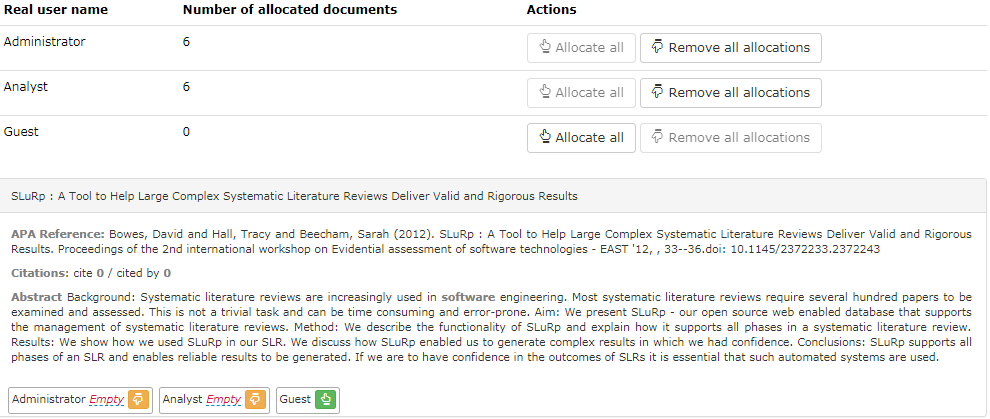 Real user name Number of allocated documents Actions
Administrator 6 Allocate all Remove all allocations
Analyst 6 Allocate all Remove all allocations
Guest 0 Allocate all Remove all allocations
SLuRp : A Tool to Help Large Complex Systematic Literature Reviews Deliver Valid and Rigorous Results
APA Reference: Bowes, David and Hall, Tracy and Beecham, Sarah (2012). SLuRp : A Tool to Help Large Complex Systematic Literature Reviews Deliver Valid and Rigorous
Results. Proceedings of the 2nd international workshop on Evidential assessment of software technologies - EAST '12, , 33--36.doi: 10.1145/2372233.2372243
Citations: cite 0 / cited by 0
Abstract Background: Systematic literature reviews are increasingly used in software engineering. Most systematic literature reviews require several hundred papers to be
examined and assessed. This is not a trivial task and can be time consuming and error-prone. Aim: We present SLuRp - our open source web enabled database that supports
the management of systematic literature reviews. Method: We describe the functionality of SLuRp and explain how it supports all phases in a systematic literature review.
Results: We show how we used SLuRp in our SLR. We discuss how SLuRp enabled us to generate complex results in which we had confidence. Conclusions: SLuRp supports all
phases of an SLR and enables reliable results to be generated. If we are to have confidence in the outcomes of SLRs it is essential that such automated systems are used.
Administrator Empty Analyst Empty Guest